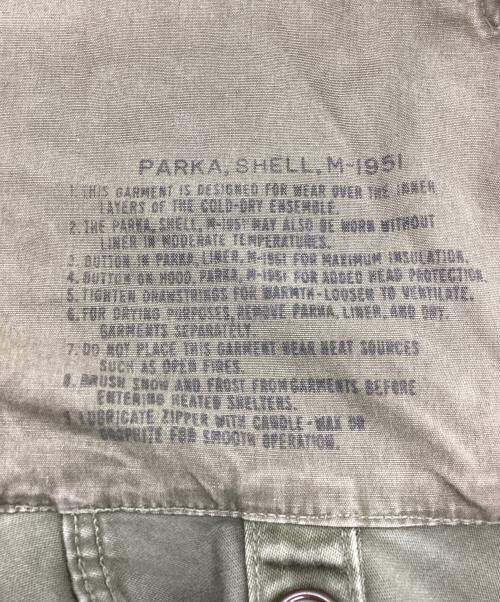 PARKA, SHELL, M-1951
1. THIS GARMENT IS DESIGNED FOR WEAR OVER THE INNER
LAYERS OF THE COLD-DRY ENSEMBLE.
2. THE PARKA, SHELL, M-1951 MAY ALSO BE WORN WITHOUT
LINER IN MODERATE TEMPERATURES.
3. BUTTON IN PARKA, LINER, M-1951 FOR MAXIMUM INSULATION.
4. BUTTON ON HOOD, PARKA, M-1951 FOR ADDED HEAD PROTECTION.
5. TIGHTEN DRAWSTRINGS FOR WARMTH-LOOSEN TO VENTILATE.
6. FOR DRYING PURPOSES, REMOVE PARKA, LINER, AND DRY
GARMENTS SEPARATELY
7. DO NOT PLACE THIS GARMENT NEAR HEAT SOURCES
SUCH AS OPEN FIRES.
8. BRUSH SNOW AND FROST FROM GARMENTS BEFORE
ENTERING HEATED SHELTERS.
9. LUBRICATE ZIPPER WITH CANDLE-WAX OR
GRAPHITE FOR SMOOTH OPERATION.